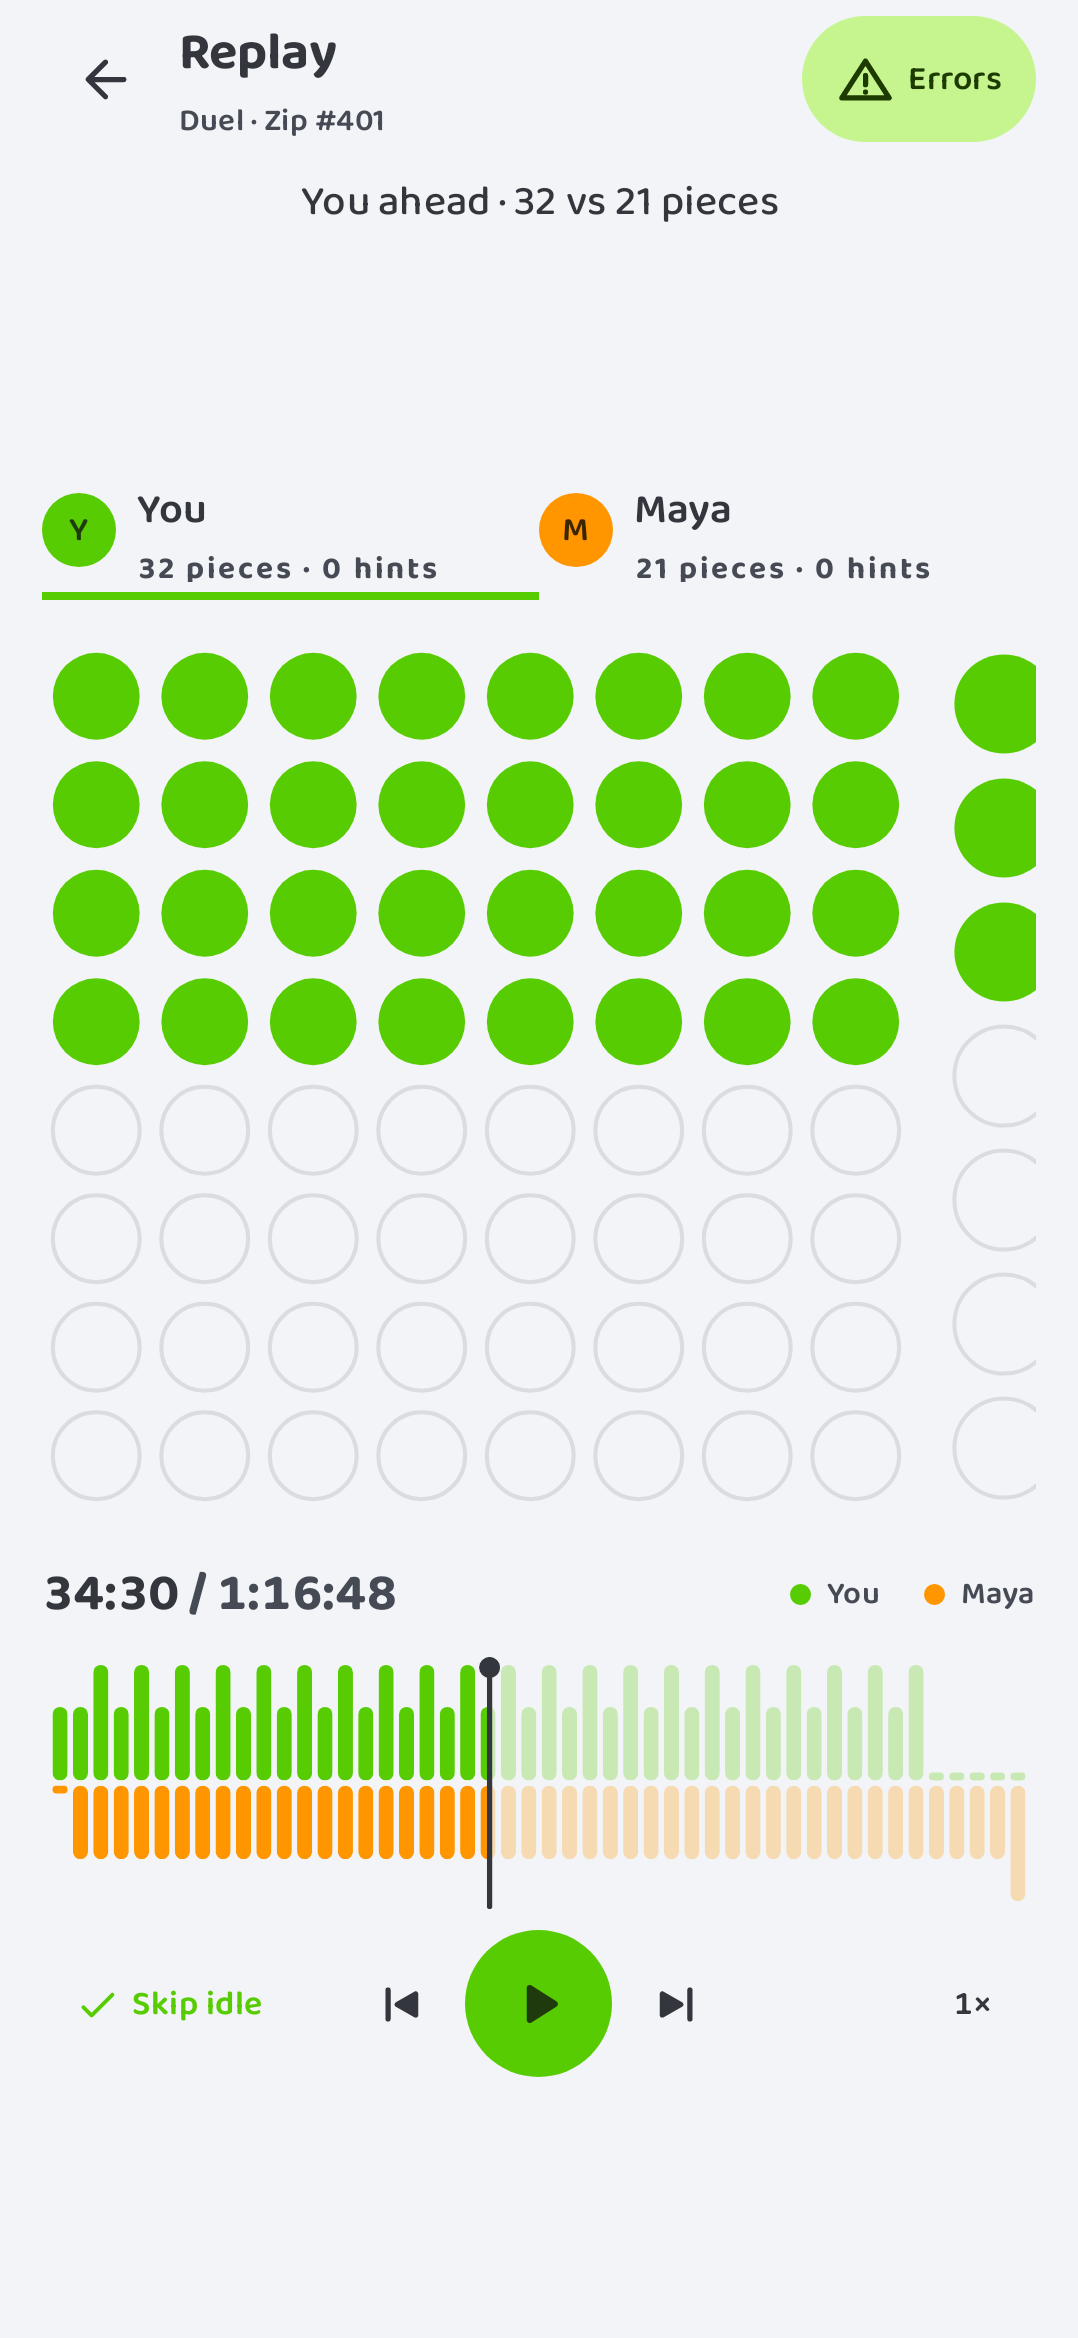 Replay
Duel · Zip #401
Errors
You ahead · 32 vs 21 pieces
Y
You
32 pieces · 0 hints
M
Maya
21 pieces · 0 hints
34:30 / 1:16:48
You
Maya
Skip idle
1×